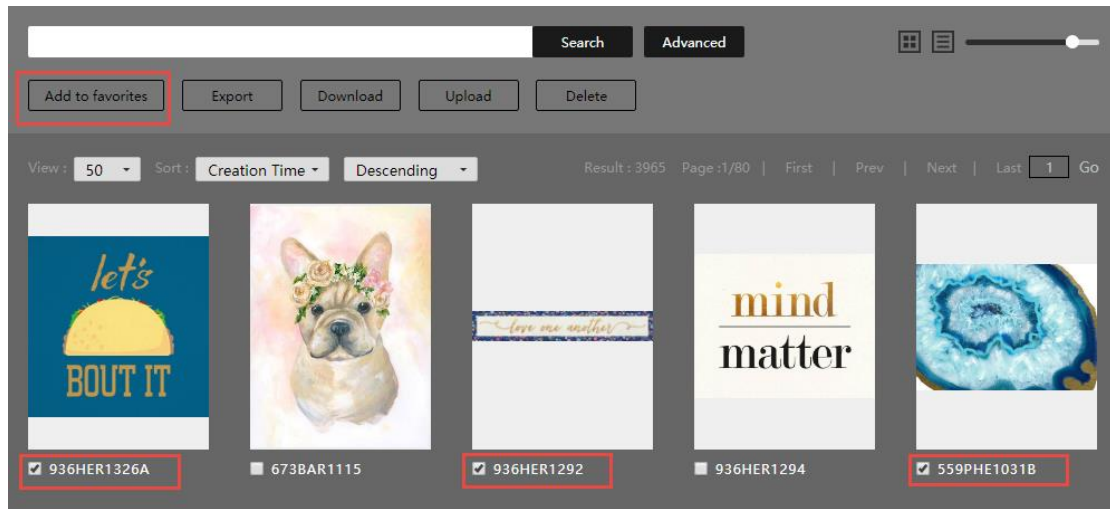 Search Advanced
Add to favorites Export Download Upload Delete
View : 50 Sort : Creation Time Descending Result : 3965 Page :1/80 | First | Prev | Next | Last 1 Go
let's
BOUT IT
love one another
mind
matter
936HER1326A 673BAR1115 936HER1292 936HER1294 559PHE1031B